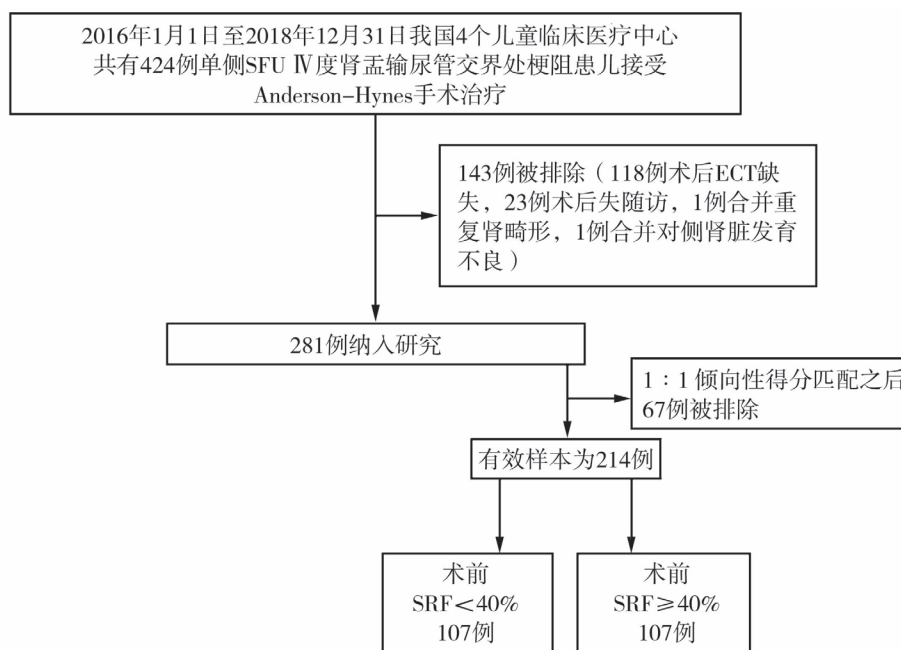 2016年1月1日至2018年12月31日我国4个儿童临床医疗中心
共有424例单侧SFU Ⅳ度肾盂输尿管交界处梗阻患儿接受
Anderson-Hynes手术治疗
143例被排除（118例术后ECT缺
失，23例术后失随访，1例合并重
复肾畸形，1例合并对侧肾脏发育
不良）
281例纳入研究
1：1倾向性得分匹配之后
67例被排除
有效样本为214例
术前
SRF＜40%
107例
术前
SRF≥40%
107例